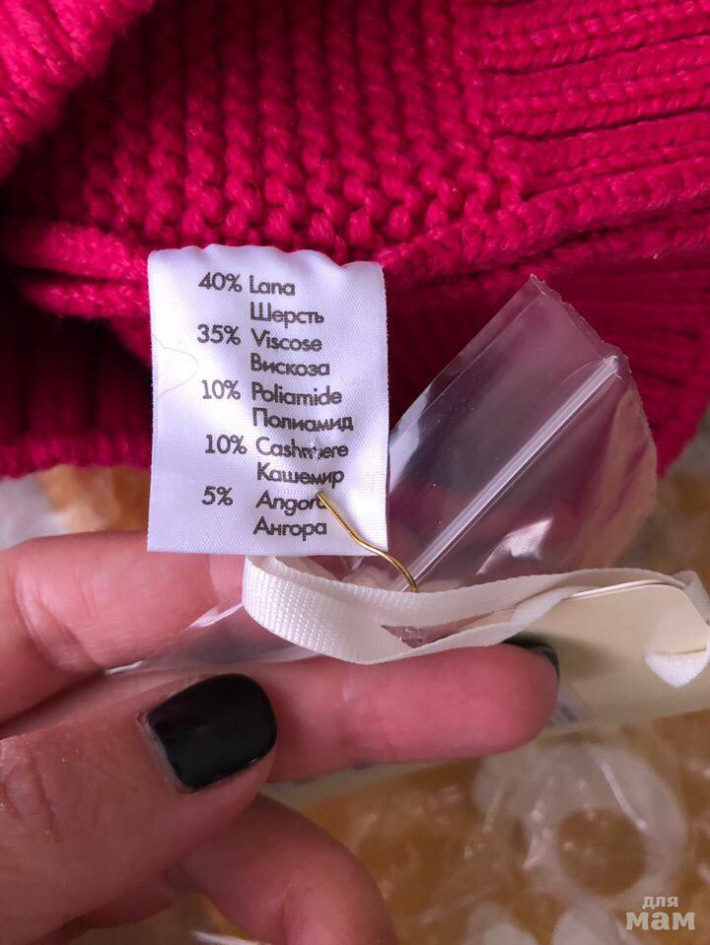 40% Lana
Шерсть
35% Viscose
Вискоза
10% Poliamide
Полиамид
10% Cashmere
Кашемир
5% Angora
Ангора
для
мам